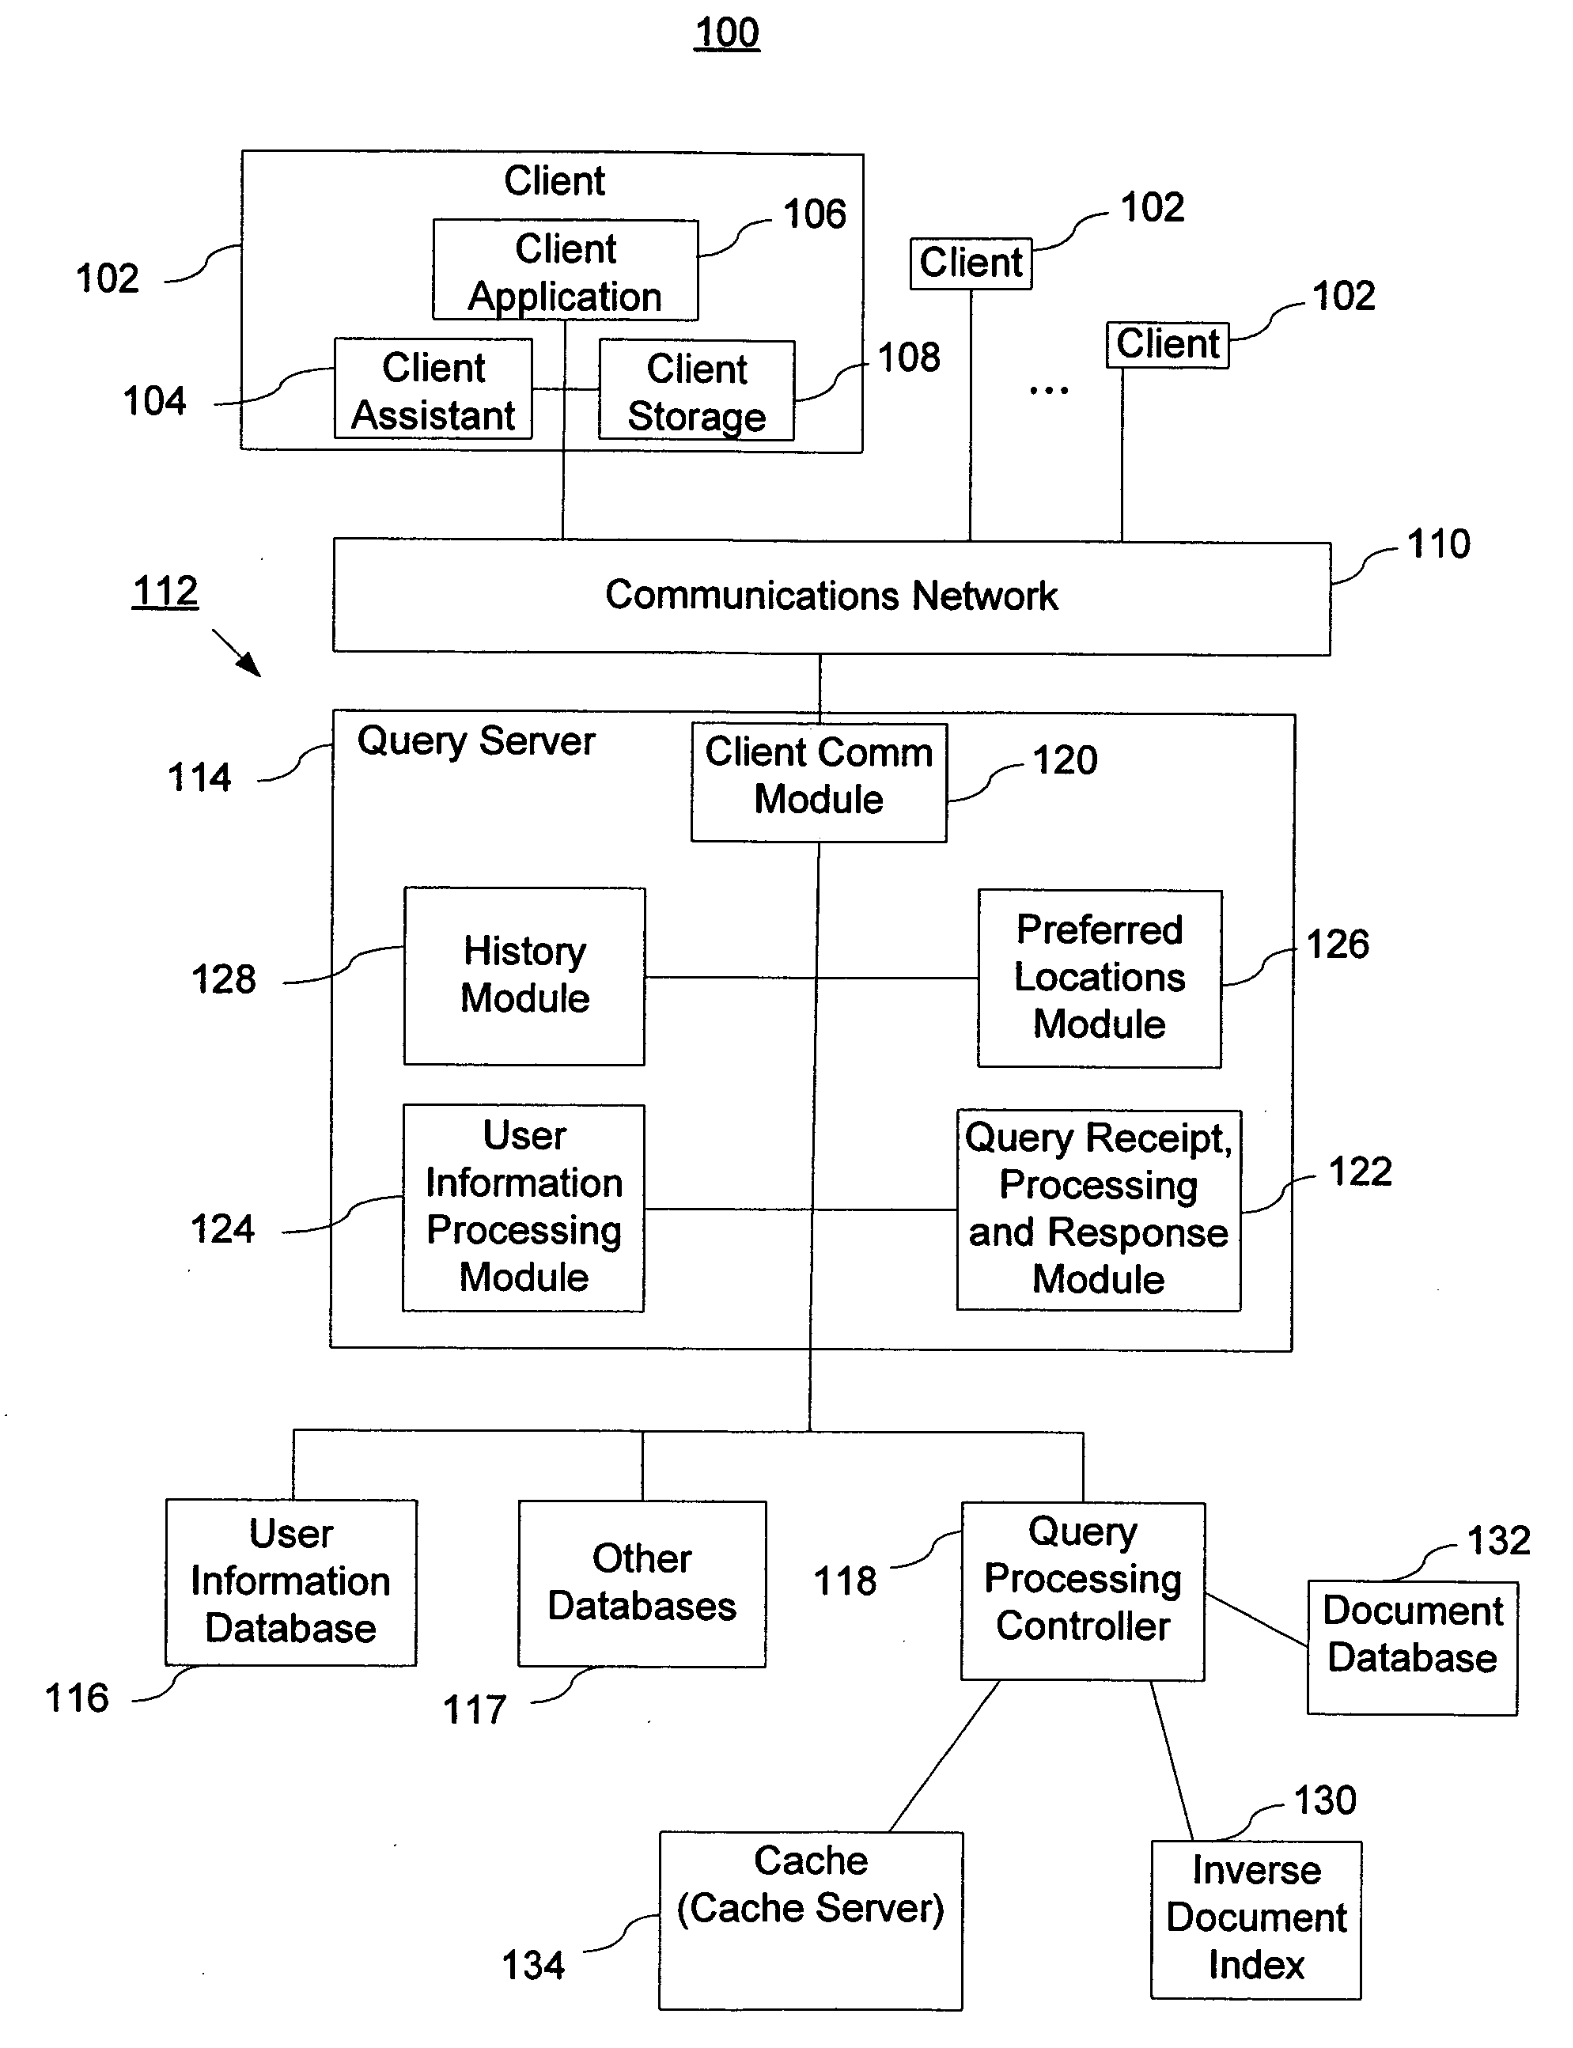 100
Client
106
Client
Application
102
102
Client
102
Client
104
Client
Assistant
Client
Storage
108
...
110
Communications Network
112
Query Server
114
Client Comm
Module
120
128
History
Module
Preferred
Locations
Module
126
124
User
Information
Processing
Module
Query Receipt,
Processing
and Response
Module
122
User
Information
Database
116
Other
Databases
117
118
Query
Processing
Controller
132
Document
Database
Cache
(Cache Server)
134
130
Inverse
Document
Index